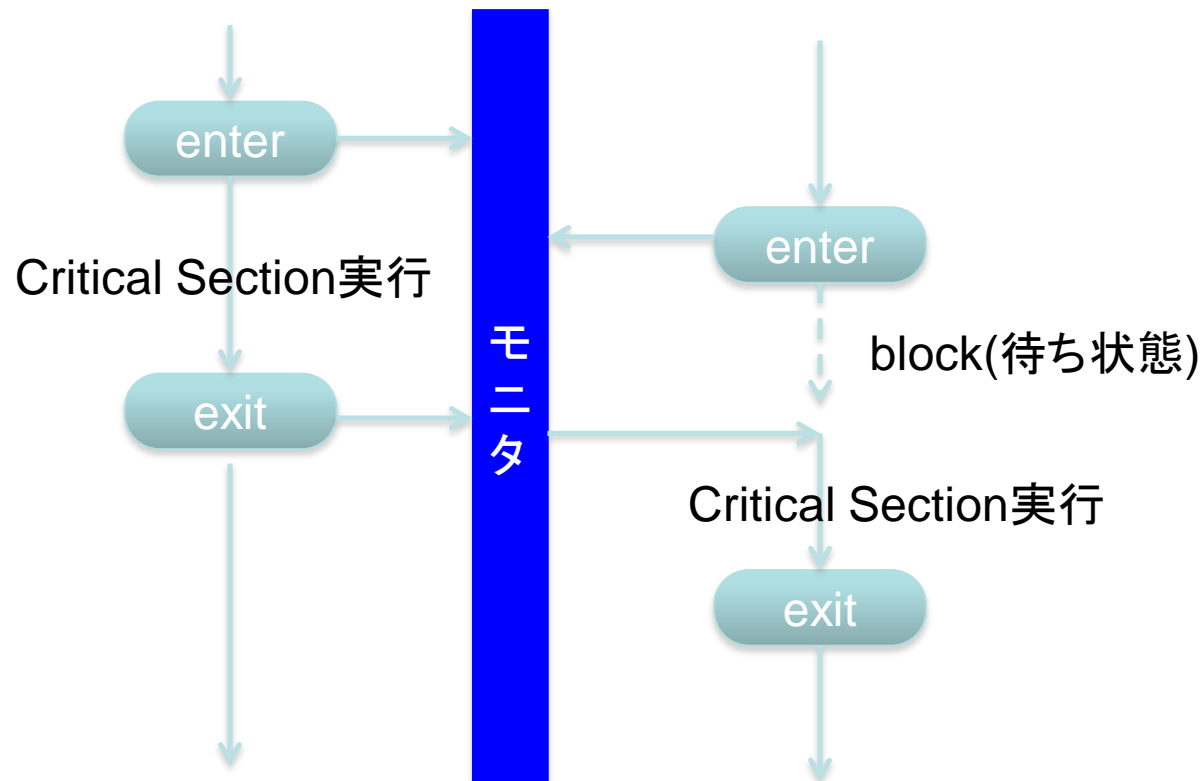 enter
enter
Critical Section実行
モニタ
block(待ち状態)
exit
Critical Section実行
exit